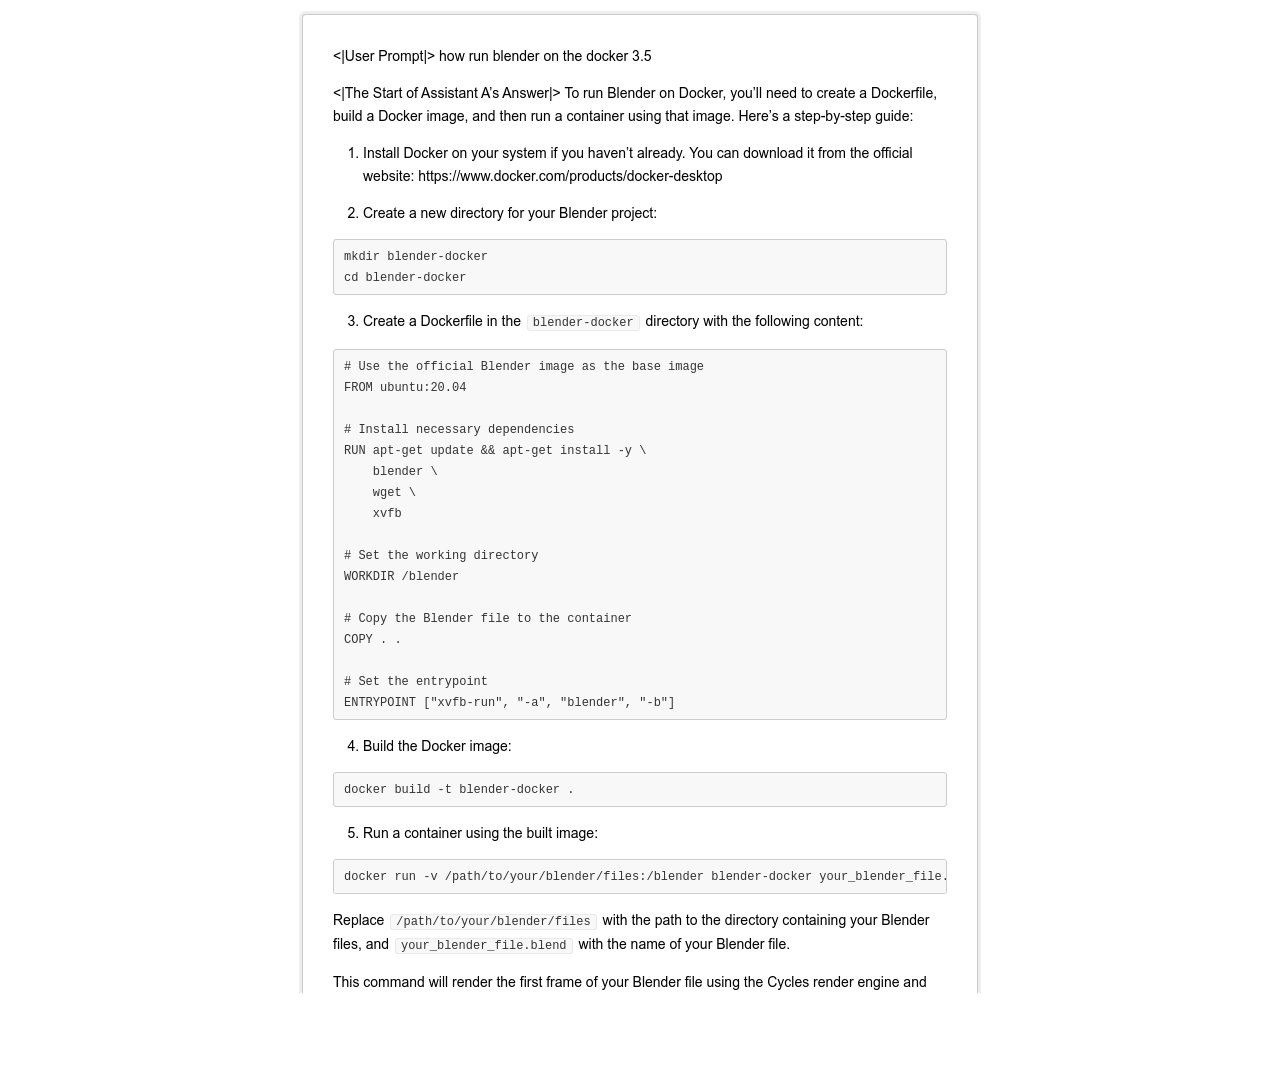 <|User Prompt|> how run blender on the docker 3.5
<|The Start of Assistant A’s Answer|> To run Blender on Docker, you’ll need to create a Dockerfile,
build a Docker image, and then run a container using that image. Here’s a step-by-step guide:
1. Install Docker on your system if you haven’t already. You can download it from the official
website: https://www.docker.com/products/docker-desktop
2. Create a new directory for your Blender project:
mkdir blender-docker
cd blender-docker
3. Create a Dockerfile in the blender-docker directory with the following content:
# Use the official Blender image as the base image
FROM ubuntu:20.04
# Install necessary dependencies
RUN apt-get update && apt-get install -y \
    blender \
    wget \
    xvfb
# Set the working directory
WORKDIR /blender
# Copy the Blender file to the container
COPY . .
# Set the entrypoint
ENTRYPOINT ["xvfb-run", "-a", "blender", "-b"]
4. Build the Docker image:
docker build -t blender-docker .
5. Run a container using the built image:
docker run -v /path/to/your/blender/files:/blender blender-docker your_blender_file.
Replace /path/to/your/blender/files with the path to the directory containing your Blender
files, and your_blender_file.blend with the name of your Blender file.
This command will render the first frame of your Blender file using the Cycles render engine and